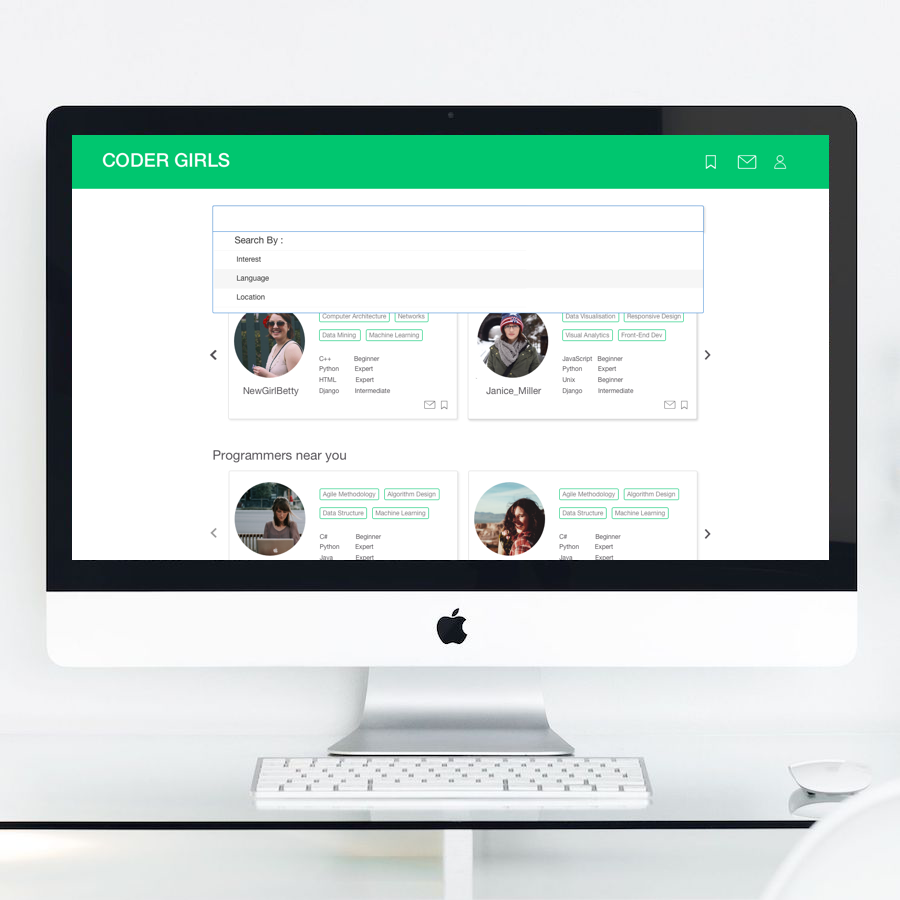 CODER GIRLS
Search By :
Interest
Language
Location
Computer Architecture Networks
Data Mining Machine Learning
C++ Beginner
Python Expert
HTML Expert
Django Intermediate
NewGirlBetty
Data Visualisation Responsive Design
Visual Analytics Front-End Dev
JavaScript Beginner
Python Expert
Unix Beginner
Django Intermediate
Janice_Miller
Programmers near you
Agile Methodology Algorithm Design
Data Structure Machine Learning
C# Beginner
Python Expert
Java Expert
Agile Methodology Algorithm Design
Data Structure Machine Learning
C# Beginner
Python Expert
Java Expert